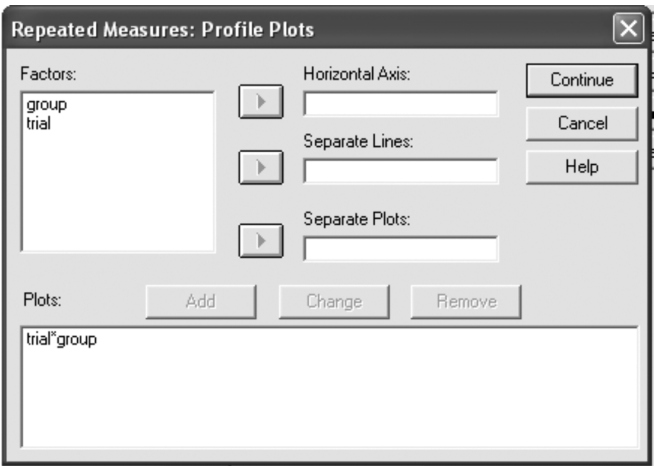 Repeated Measures: Profile Plots
Factors:
group
trial
Horizontal Axis:
Separate Lines:
Separate Plots:
Continue
Cancel
Help
Plots:
Add
Change
Remove
trial*group